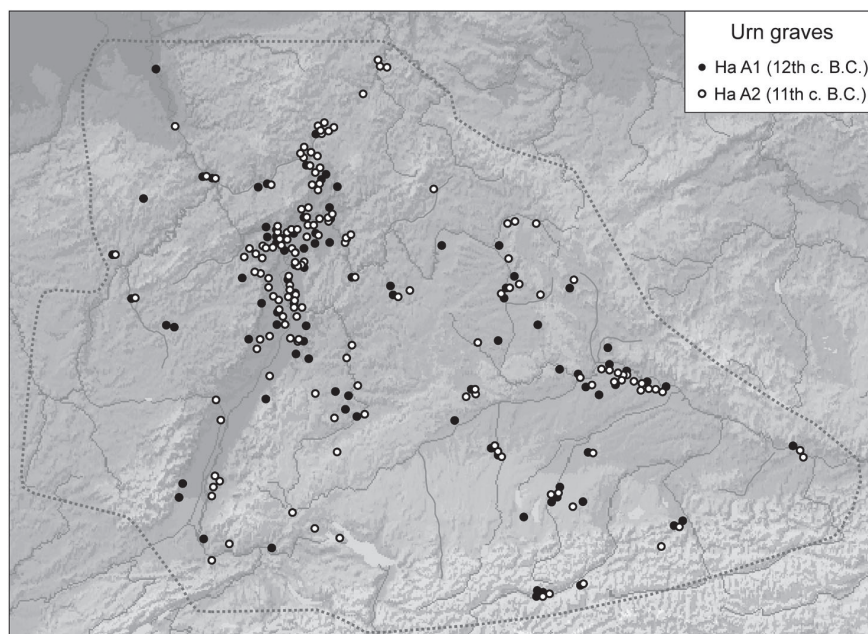 Urn graves
Ha A1 (12th c. B.C.)
Ha A2 (11th c. B.C.)